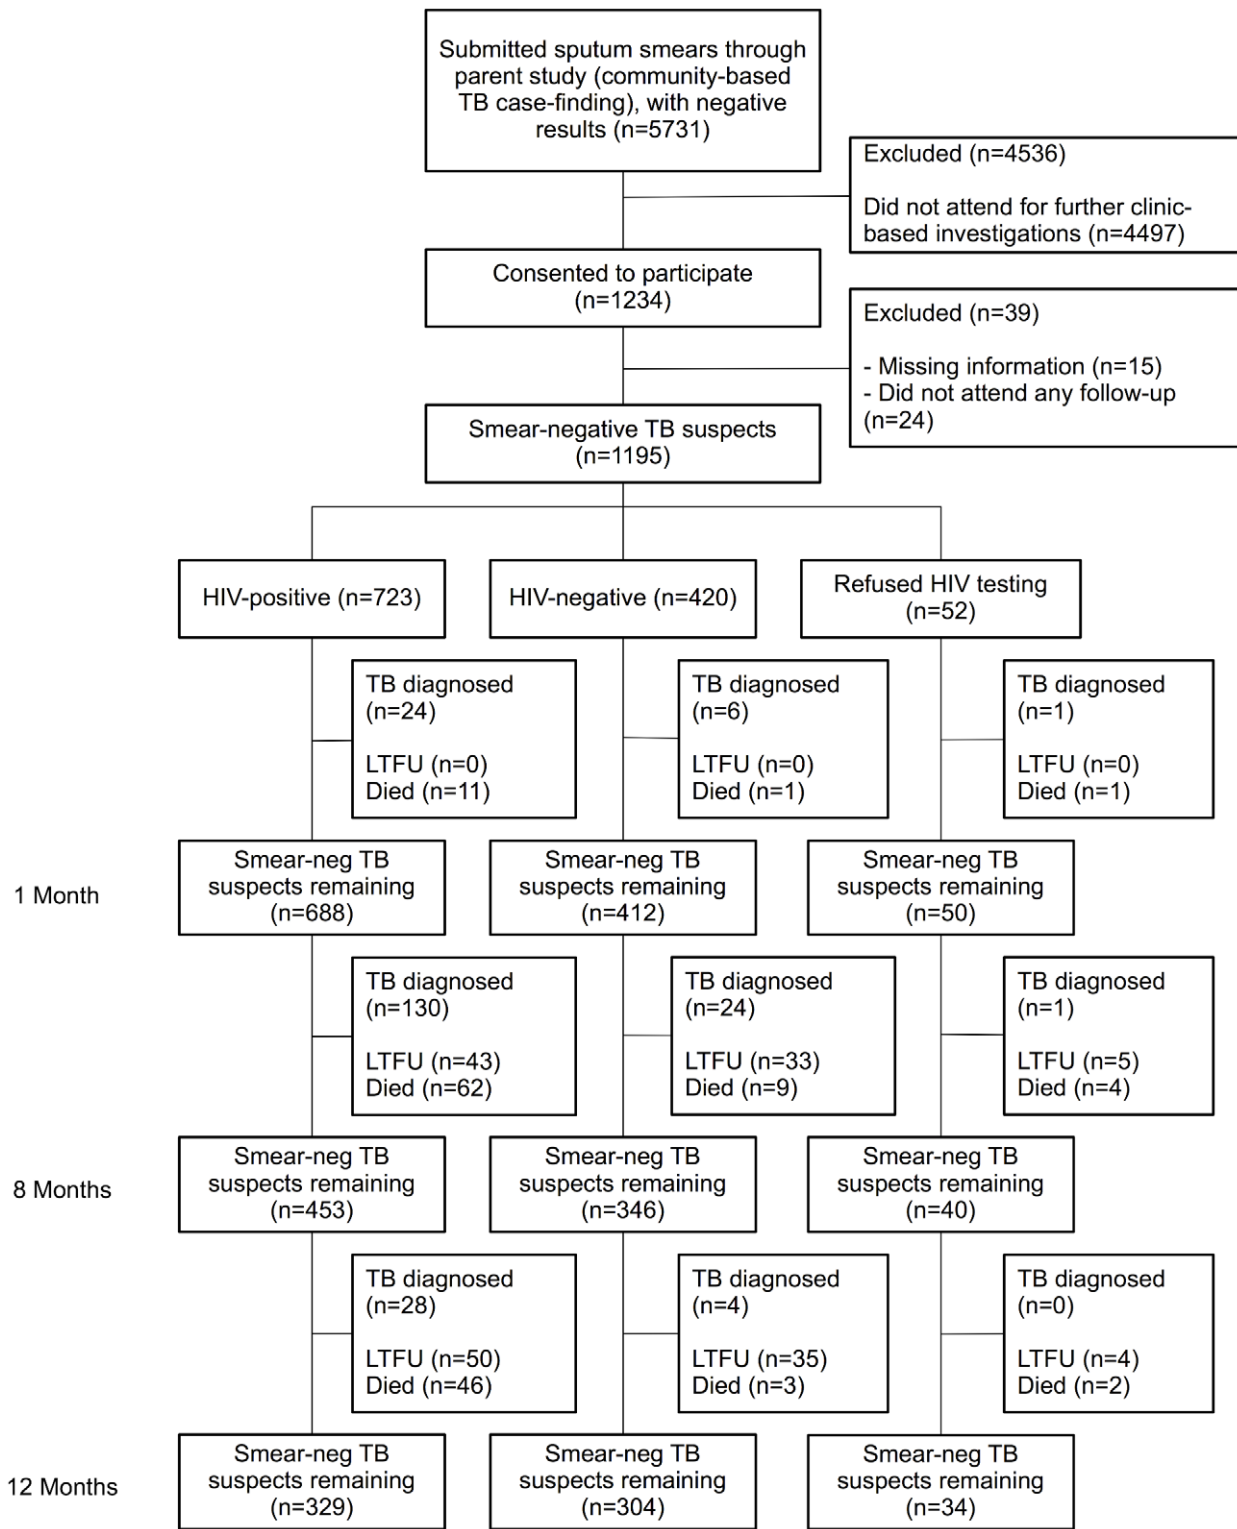 Submitted sputum smears through
parent study (community-based
TB case-finding), with negative
results (n=5731)
Excluded (n=4536)
Did not attend for further clinic-
based investigations (n=4497)
Consented to participate
(n=1234)
Excluded (n=39)
- Missing information (n=15)
- Did not attend any follow-up
(n=24)
Smear-negative TB suspects
(n=1195)
HIV-positive (n=723)
HIV-negative (n=420)
Refused HIV testing
(n=52)
TB diagnosed
(n=24)
LTFU (n=0)
Died (n=11)
TB diagnosed
(n=6)
LTFU (n=0)
Died (n=1)
TB diagnosed
(n=1)
LTFU (n=0)
Died (n=1)
1 Month
Smear-neg TB
suspects remaining
(n=688)
Smear-neg TB
suspects remaining
(n=412)
Smear-neg TB
suspects remaining
(n=50)
TB diagnosed
(n=130)
LTFU (n=43)
Died (n=62)
TB diagnosed
(n=24)
LTFU (n=33)
Died (n=9)
TB diagnosed
(n=1)
LTFU (n=5)
Died (n=4)
8 Months
Smear-neg TB
suspects remaining
(n=453)
Smear-neg TB
suspects remaining
(n=346)
Smear-neg TB
suspects remaining
(n=40)
TB diagnosed
(n=28)
LTFU (n=50)
Died (n=46)
TB diagnosed
(n=4)
LTFU (n=35)
Died (n=3)
TB diagnosed
(n=0)
LTFU (n=4)
Died (n=2)
12 Months
Smear-neg TB
suspects remaining
(n=329)
Smear-neg TB
suspects remaining
(n=304)
Smear-neg TB
suspects remaining
(n=34)